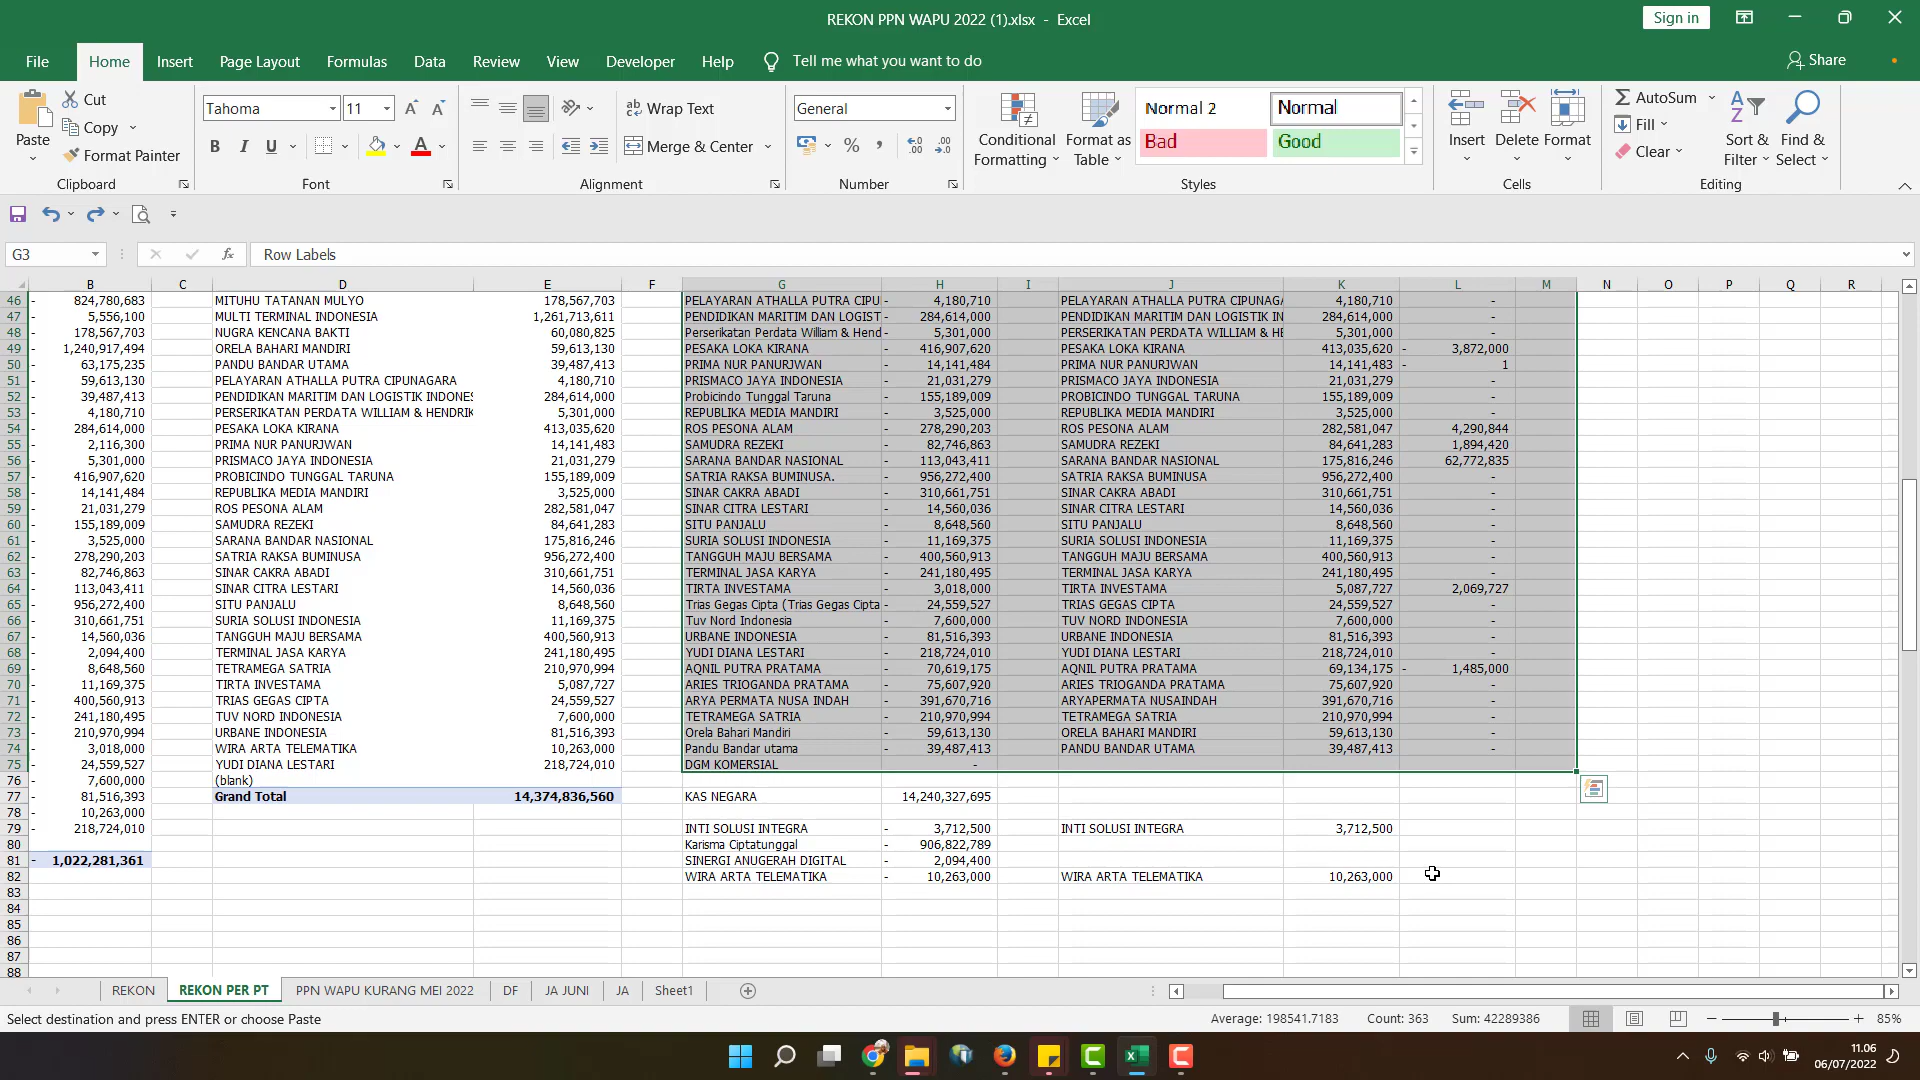 REKON PPN WAPU 2022 (1).xlsx - Excel
Sign in
File Home Insert Page Layout Formulas Data Review View Developer Help Tell me what you want to do Share
Paste Cut Copy Format Painter Clipboard
Tahoma 11 B I U Font
Wrap Text Merge & Center Alignment
General Number
Conditional Formatting Format as Table Normal 2 Normal Bad Good Styles
Insert Delete Format Cells
AutoSum Fill Clear Sort & Filter Find & Select Editing
G3 Row Labels
B C D E F G H I J K L M N O P Q R
46 - 824,780,683 MITUHU TATANAN MULYO 178,567,703 PELAYARAN ATHALLA PUTRA CIPU - 4,180,710 PELAYARAN ATHALLA PUTRA CIPUNAGA 4,180,710 -
47 - 5,556,100 MULTI TERMINAL INDONESIA 1,261,713,611 PENDIDIKAN MARITIM DAN LOGIST - 284,614,000 PENDIDIKAN MARITIM DAN LOGISTIK IN 284,614,000 -
48 - 178,567,703 NUGRA KENCANA BAKTI 60,080,825 Perserikatan Perdata William & Hend - 5,301,000 PERSERIKATAN PERDATA WILLIAM & HE 5,301,000 -
49 - 1,240,917,494 ORELA BAHARI MANDIRI 59,613,130 PESAKA LOKA KIRANA - 416,907,620 PESAKA LOKA KIRANA 413,035,620 - 3,872,000
50 - 63,175,235 PANDU BANDAR UTAMA 39,487,413 PRIMA NUR PANURJWAN - 14,141,484 PRIMA NUR PANURJWAN 14,141,483 - 1
51 - 59,613,130 PELAYARAN ATHALLA PUTRA CIPUNAGARA 4,180,710 PRISMACO JAYA INDONESIA - 21,031,279 PRISMACO JAYA INDONESIA 21,031,279 -
52 - 39,487,413 PENDIDIKAN MARITIM DAN LOGISTIK INDONES 284,614,000 Probicindo Tunggal Taruna - 155,189,009 PROBICINDO TUNGGAL TARUNA 155,189,009 -
53 - 4,180,710 PERSERIKATAN PERDATA WILLIAM & HENDRIK 5,301,000 REPUBLIKA MEDIA MANDIRI - 3,525,000 REPUBLIKA MEDIA MANDIRI 3,525,000 -
54 - 284,614,000 PESAKA LOKA KIRANA 413,035,620 ROS PESONA ALAM - 278,290,203 ROS PESONA ALAM 282,581,047 4,290,844
55 - 2,116,300 PRIMA NUR PANURJWAN 14,141,483 SAMUDRA REZEKI - 82,746,863 SAMUDRA REZEKI 84,641,283 1,894,420
56 - 5,301,000 PRISMACO JAYA INDONESIA 21,031,279 SARANA BANDAR NASIONAL - 113,043,411 SARANA BANDAR NASIONAL 175,816,246 62,772,835
57 - 416,907,620 PROBICINDO TUNGGAL TARUNA 155,189,009 SATRIA RAKSA BUMINUSA. - 956,272,400 SATRIA RAKSA BUMINUSA 956,272,400 -
58 - 14,141,484 REPUBLIKA MEDIA MANDIRI 3,525,000 SINAR CAKRA ABADI - 310,661,751 SINAR CAKRA ABADI 310,661,751 -
59 - 21,031,279 ROS PESONA ALAM 282,581,047 SINAR CITRA LESTARI - 14,560,036 SINAR CITRA LESTARI 14,560,036 -
60 - 155,189,009 SAMUDRA REZEKI 84,641,283 SITU PANJALU - 8,648,560 SITU PANJALU 8,648,560 -
61 - 3,525,000 SARANA BANDAR NASIONAL 175,816,246 SURIA SOLUSI INDONESIA - 11,169,375 SURIA SOLUSI INDONESIA 11,169,375 -
62 - 278,290,203 SATRIA RAKSA BUMINUSA 956,272,400 TANGGUH MAJU BERSAMA - 400,560,913 TANGGUH MAJU BERSAMA 400,560,913 -
63 - 82,746,863 SINAR CAKRA ABADI 310,661,751 TERMINAL JASA KARYA - 241,180,495 TERMINAL JASA KARYA 241,180,495 -
64 - 113,043,411 SINAR CITRA LESTARI 14,560,036 TIRTA INVESTAMA - 3,018,000 TIRTA INVESTAMA 5,087,727 2,069,727
65 - 956,272,400 SITU PANJALU 8,648,560 Trias Gegas Cipta (Trias Gegas Cipta - 24,559,527 TRIAS GEGAS CIPTA 24,559,527 -
66 - 310,661,751 SURIA SOLUSI INDONESIA 11,169,375 Tuv Nord Indonesia - 7,600,000 TUV NORD INDONESIA 7,600,000 -
67 - 14,560,036 TANGGUH MAJU BERSAMA 400,560,913 URBANE INDONESIA - 81,516,393 URBANE INDONESIA 81,516,393 -
68 - 2,094,400 TERMINAL JASA KARYA 241,180,495 YUDI DIANA LESTARI - 218,724,010 YUDI DIANA LESTARI 218,724,010 -
69 - 8,648,560 TETRAMEGA SATRIA 210,970,994 AQNIL PUTRA PRATAMA - 70,619,175 AQNIL PUTRA PRATAMA 69,134,175 - 1,485,000
70 - 11,169,375 TIRTA INVESTAMA 5,087,727 ARIES TRIOGANDA PRATAMA - 75,607,920 ARIES TRIOGANDA PRATAMA 75,607,920 -
71 - 400,560,913 TRIAS GEGAS CIPTA 24,559,527 ARYA PERMATA NUSA INDAH - 391,670,716 ARYAPERMATA NUSAINDAH 391,670,716 -
72 - 241,180,495 TUV NORD INDONESIA 7,600,000 TETRAMEGA SATRIA - 210,970,994 TETRAMEGA SATRIA 210,970,994 -
73 - 210,970,994 URBANE INDONESIA 81,516,393 Orela Bahari Mandiri - 59,613,130 ORELA BAHARI MANDIRI 59,613,130 -
74 - 3,018,000 WIRA ARTA TELEMATIKA 10,263,000 Pandu Bandar utama - 39,487,413 PANDU BANDAR UTAMA 39,487,413 -
75 - 24,559,527 YUDI DIANA LESTARI 218,724,010 DGM KOMERSIAL -
76 - 7,600,000 (blank)
77 - 81,516,393 Grand Total 14,374,836,560 KAS NEGARA 14,240,327,695
78 - 10,263,000
79 - 218,724,010 INTI SOLUSI INTEGRA - 3,712,500 INTI SOLUSI INTEGRA 3,712,500
80 Karisma Ciptatunggal - 906,822,789
81 - 1,022,281,361 SINERGI ANUGERAH DIGITAL - 2,094,400
82 WIRA ARTA TELEMATIKA - 10,263,000 WIRA ARTA TELEMATIKA 10,263,000
83
84
85
86
87
88
REKON REKON PER PT PPN WAPU KURANG MEI 2022 DF JA JUNI JA Sheet1
Select destination and press ENTER or choose Paste Average: 198541.7183 Count: 363 Sum: 42289386 85%
11.06
06/07/2022